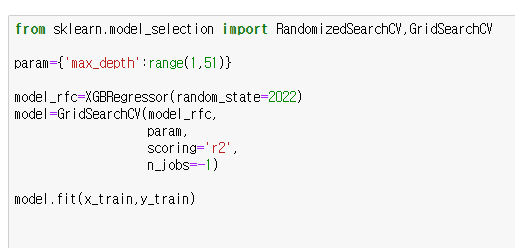 from sklearn.model_selection import RandomizedSearchCV,GridSearchCV
param={'max_depth':range(1,51)}
model_rfc=XGBRegressor(random_state=2022)
model=GridSearchCV(model_rfc,
param,
scoring='r2',
n_jobs=-1)
model.fit(x_train,y_train)